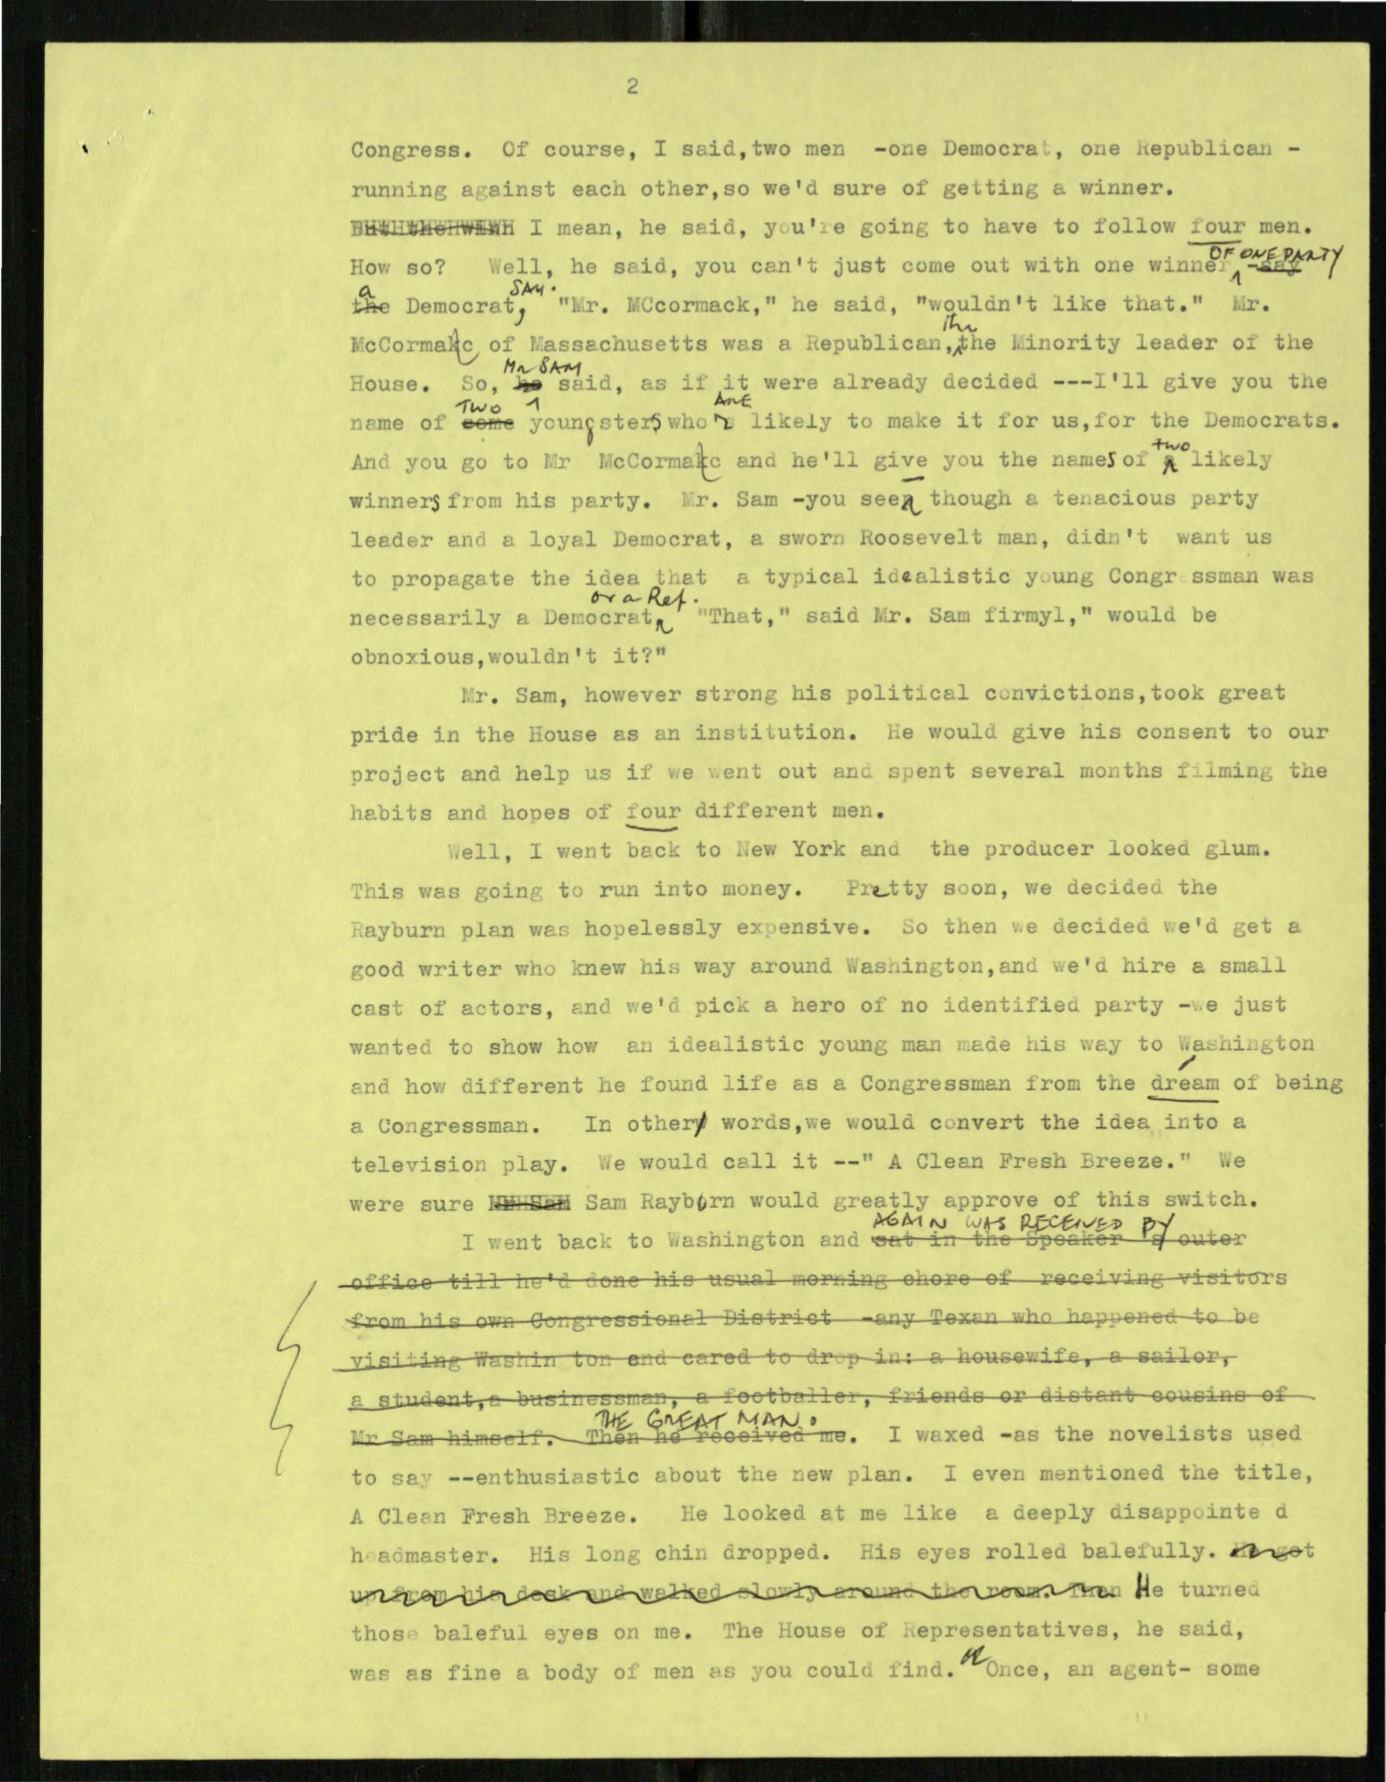 2
Congress. Of course, I said,two men -one Democrat, one Republican -
running against each other,so we'd sure of getting a winner.
I mean, he said, you're going to have to follow four men.
OF ONE PARTY
How so? Well, he said, you can't just come out with one winner -say
a SAY.
the Democrat, "Mr. MCcormack," he said, "wouldn't like that." Mr.
McCormakc of Massachusetts was a Republican, the Minority leader of the
Mr SAM
House. So, he said, as if it were already decided ---I'll give you the
TWO ARE
name of some youngsters who likely to make it for us,for the Democrats.
two
And you go to Mr McCormakc and he'll give you the names of a likely
winners from his party. Mr. Sam -you see, though a tenacious party
leader and a loyal Democrat, a sworn Roosevelt man, didn't want us
to propagate the idea that a typical idealistic young Congr ssman was
or a Rep.
necessarily a Democrat, "That," said Mr. Sam firmyl," would be
obnoxious,wouldn't it?"
Mr. Sam, however strong his political convictions,took great
pride in the House as an institution. He would give his consent to our
project and help us if we went out and spent several months filming the
habits and hopes of four different men.
Well, I went back to New York and the producer looked glum.
This was going to run into money. Pretty soon, we decided the
Rayburn plan was hopelessly expensive. So then we decided we'd get a
good writer who knew his way around Washington,and we'd hire a small
cast of actors, and we'd pick a hero of no identified party -we just
wanted to show how an idealistic young man made his way to Washington
and how different he found life as a Congressman from the dream of being
a Congressman. In other words,we would convert the idea into a
television play. We would call it --" A Clean Fresh Breeze." We
were sure Mr Sam Sam Rayburn would greatly approve of this switch.
AGAIN WAS RECEIVED BY
I went back to Washington and sat in the Speaker 's outer
office till he'd done his usual morning chore of receiving visitors
from his own Congressional District -any Texan who happened to be
visiting Washin ton and cared to drop in: a housewife, a sailor,
a student,a businessman, a footballer, friends or distant cousins of
THE GREAT MAN.
Mr Sam himself. Then he received me. I waxed -as the novelists used
to say --enthusiastic about the new plan. I even mentioned the title,
A Clean Fresh Breeze. He looked at me like a deeply disappointe d
headmaster. His long chin dropped. His eyes rolled balefully. He got
up from his desk and walked slowly around the room. Then He turned
those baleful eyes on me. The House of Representatives, he said,
was as fine a body of men as you could find. "Once, an agent- some